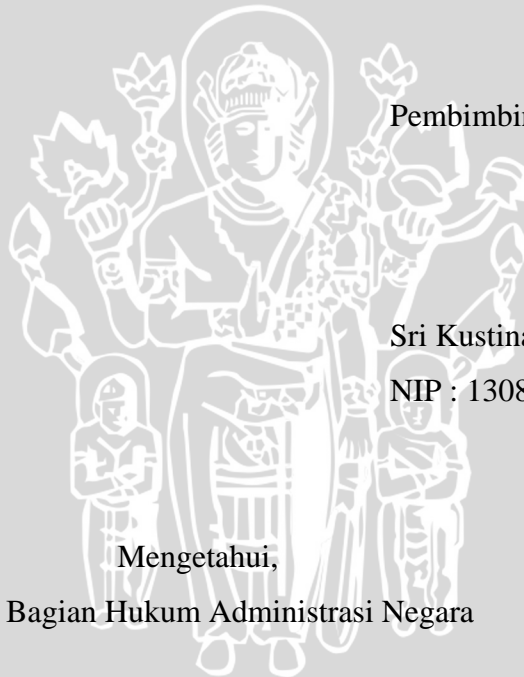 Pembimbin
Sri Kustina
NIP : 1308
Mengetahui,
Bagian Hukum Administrasi Negara